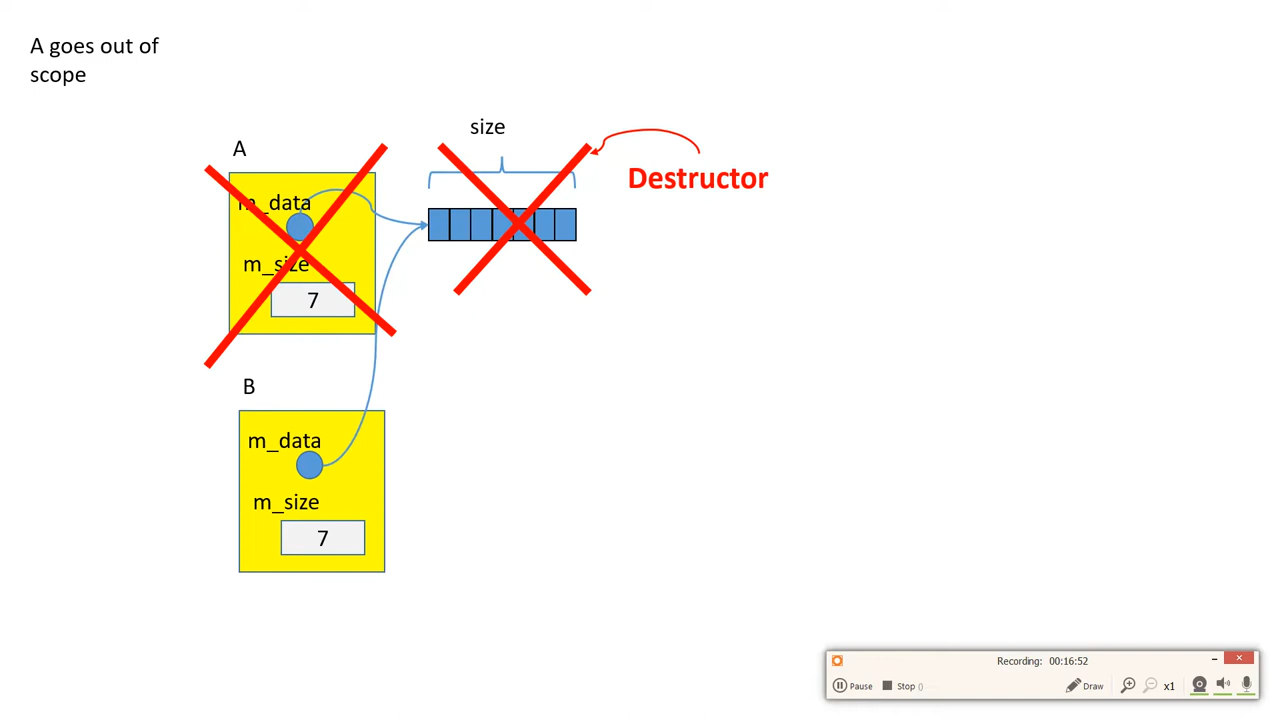 A goes out of
scope
size
A
Destructor
m_data
m_size
7
B
m_data
m_size
7
Recording: 00:16:52
Pause
Stop ()
Draw
x1